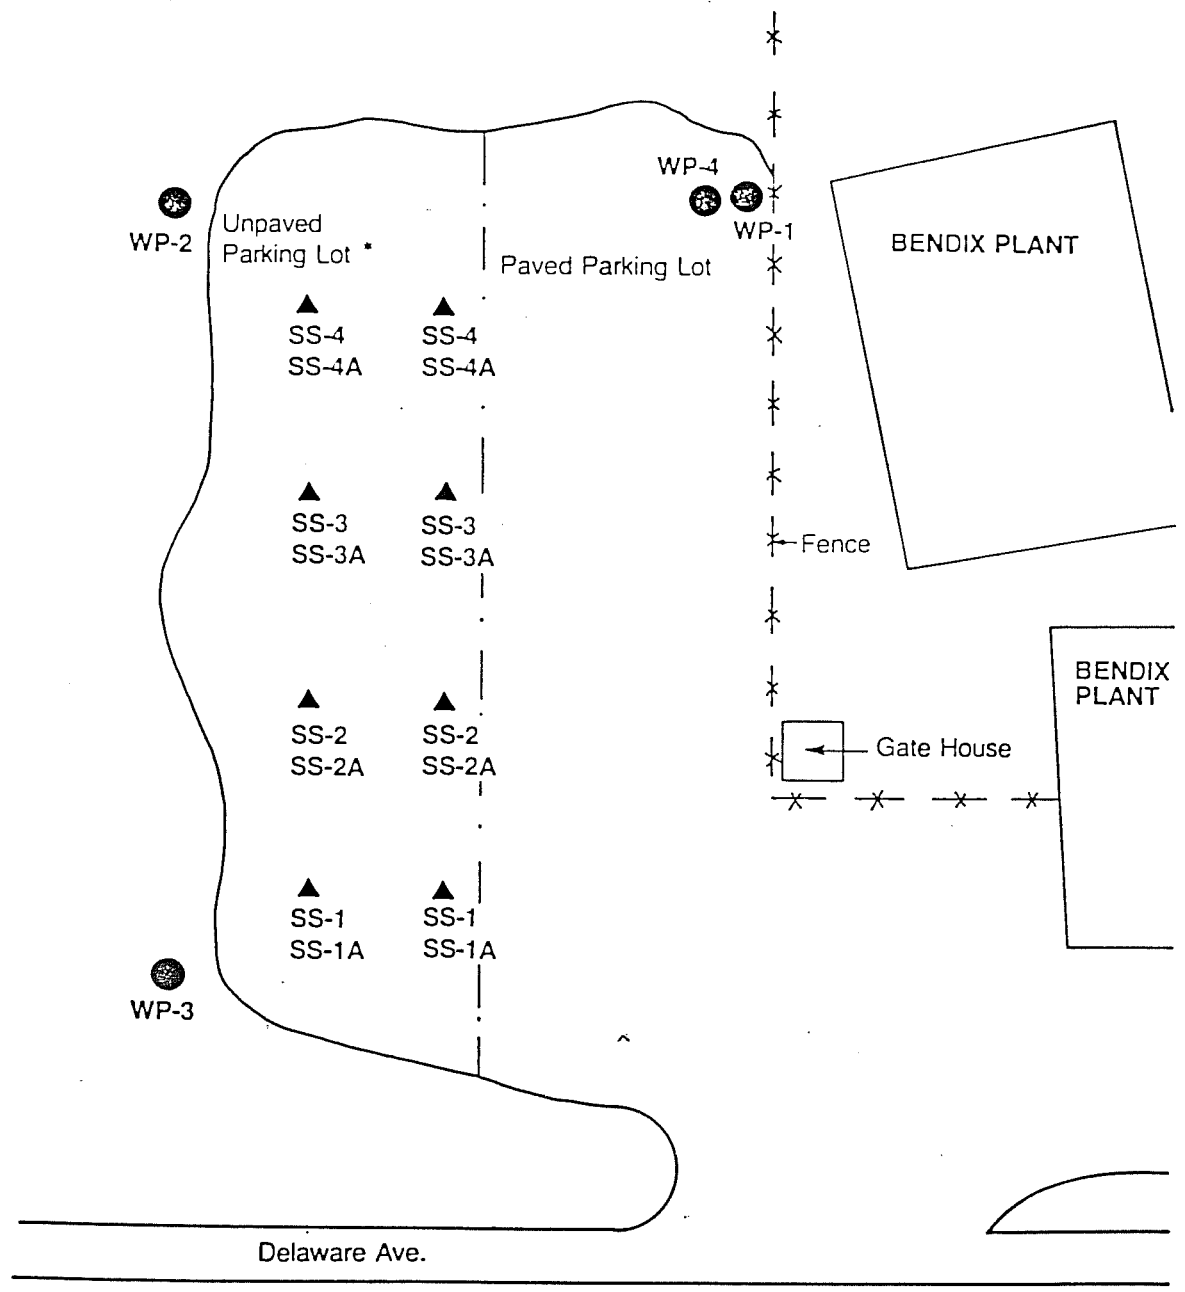 WP-4
WP-2
WP-1
Unpaved
Parking Lot *
BENDIX PLANT
Paved Parking Lot
SS-4
SS-4A
SS-4
SS-4A
SS-3
SS-3A
SS-3
SS-3A
Fence
BENDIX
PLANT
SS-2
SS-2A
SS-2
SS-2A
Gate House
SS-1
SS-1A
SS-1
SS-1A
WP-3
Delaware Ave.